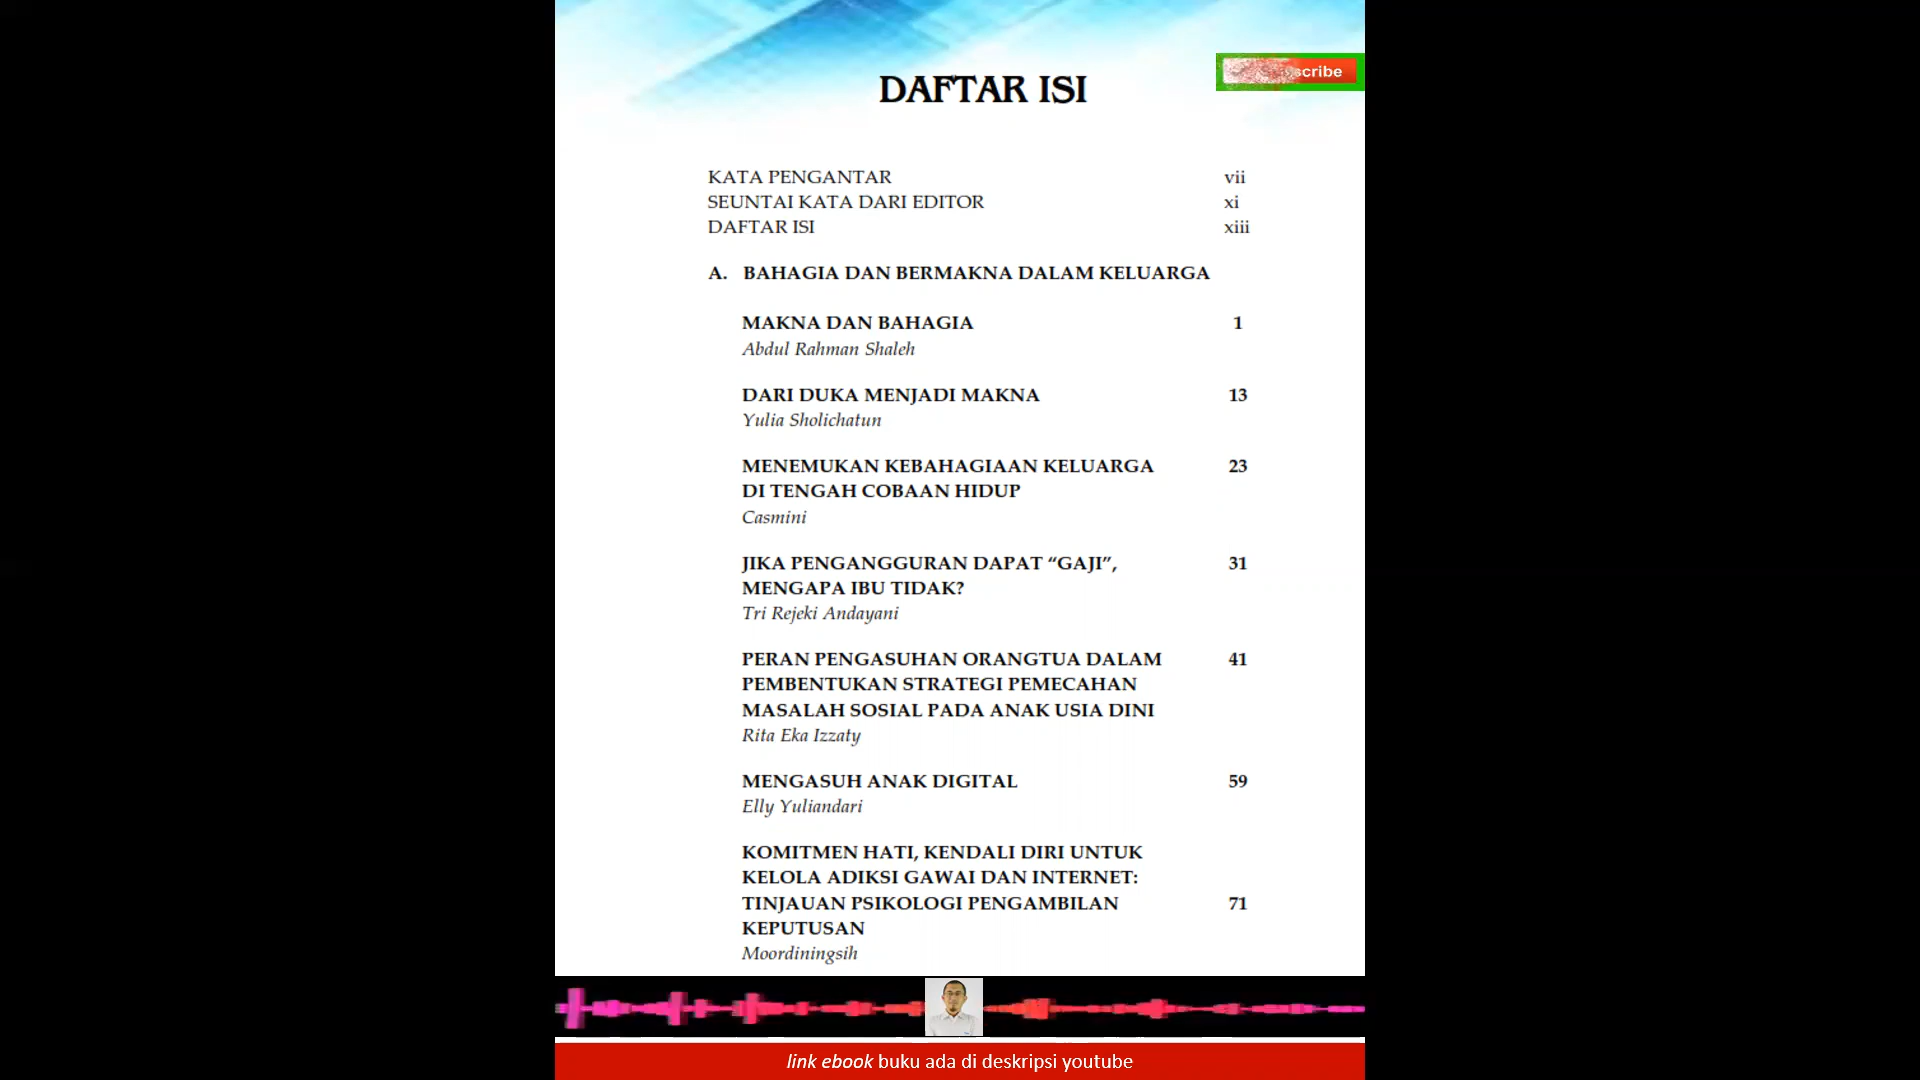 DAFTAR ISI
scribe
KATA PENGANTAR vii
SEUNTAI KATA DARI EDITOR xi
DAFTAR ISI xiii
A. BAHAGIA DAN BERMAKNA DALAM KELUARGA
MAKNA DAN BAHAGIA 1
Abdul Rahman Shaleh
DARI DUKA MENJADI MAKNA 13
Yulia Sholichatun
MENEMUKAN KEBAHAGIAAN KELUARGA 23
DI TENGAH COBAAN HIDUP
Casmini
JIKA PENGANGGURAN DAPAT “GAJI”, 31
MENGAPA IBU TIDAK?
Tri Rejeki Andayani
PERAN PENGASUHAN ORANGTUA DALAM 41
PEMBENTUKAN STRATEGI PEMECAHAN
MASALAH SOSIAL PADA ANAK USIA DINI
Rita Eka Izzaty
MENGASUH ANAK DIGITAL 59
Elly Yuliandari
KOMITMEN HATI, KENDALI DIRI UNTUK
KELOLA ADIKSI GAWAI DAN INTERNET:
TINJAUAN PSIKOLOGI PENGAMBILAN 71
KEPUTUSAN
Moordiningsih
link ebook buku ada di deskripsi youtube